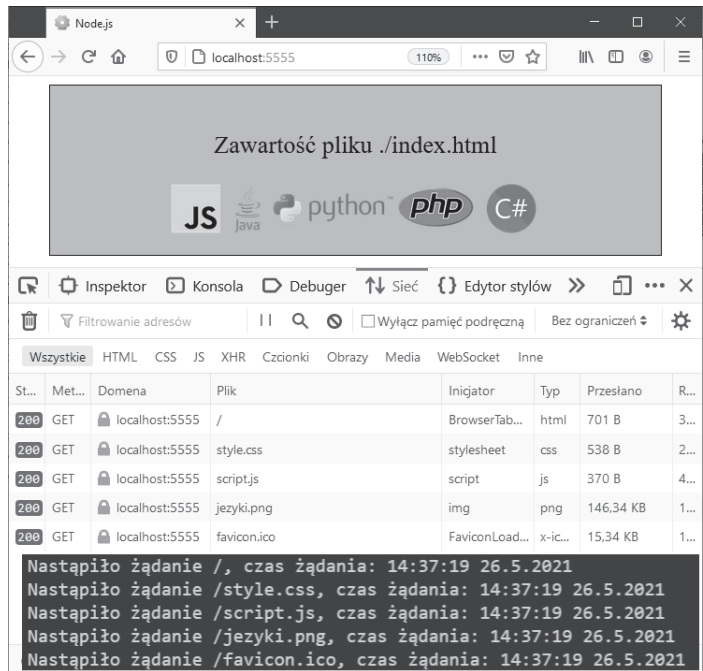 Node.js
localhost:5555
110%
Zawartość pliku ./index.html
JS
Java
python™
php
C#
Inspektor
Konsola
Debuger
Sieć
Edytor stylów
Filtrowanie adresów
Wyłącz pamięć podręczną
Bez ograniczeń
Wszystkie HTML CSS JS XHR Czcionki Obrazy Media WebSocket Inne
St... Met... Domena Plik Inicjator Typ Przesłano R...
200 GET localhost:5555 / BrowserTab... html 701 B 3...
200 GET localhost:5555 style.css stylesheet css 538 B 2...
200 GET localhost:5555 script.js script js 370 B 4...
200 GET localhost:5555 jezyki.png img png 146,34 KB 1...
200 GET localhost:5555 favicon.ico FaviconLoad... x-ic... 15,34 KB 1...
Nastąpiło żądanie /, czas żądania: 14:37:19 26.5.2021
Nastąpiło żądanie /style.css, czas żądania: 14:37:19 26.5.2021
Nastąpiło żądanie /script.js, czas żądania: 14:37:19 26.5.2021
Nastąpiło żądanie /jezyki.png, czas żądania: 14:37:19 26.5.2021
Nastąpiło żądanie /favicon.ico, czas żądania: 14:37:19 26.5.2021